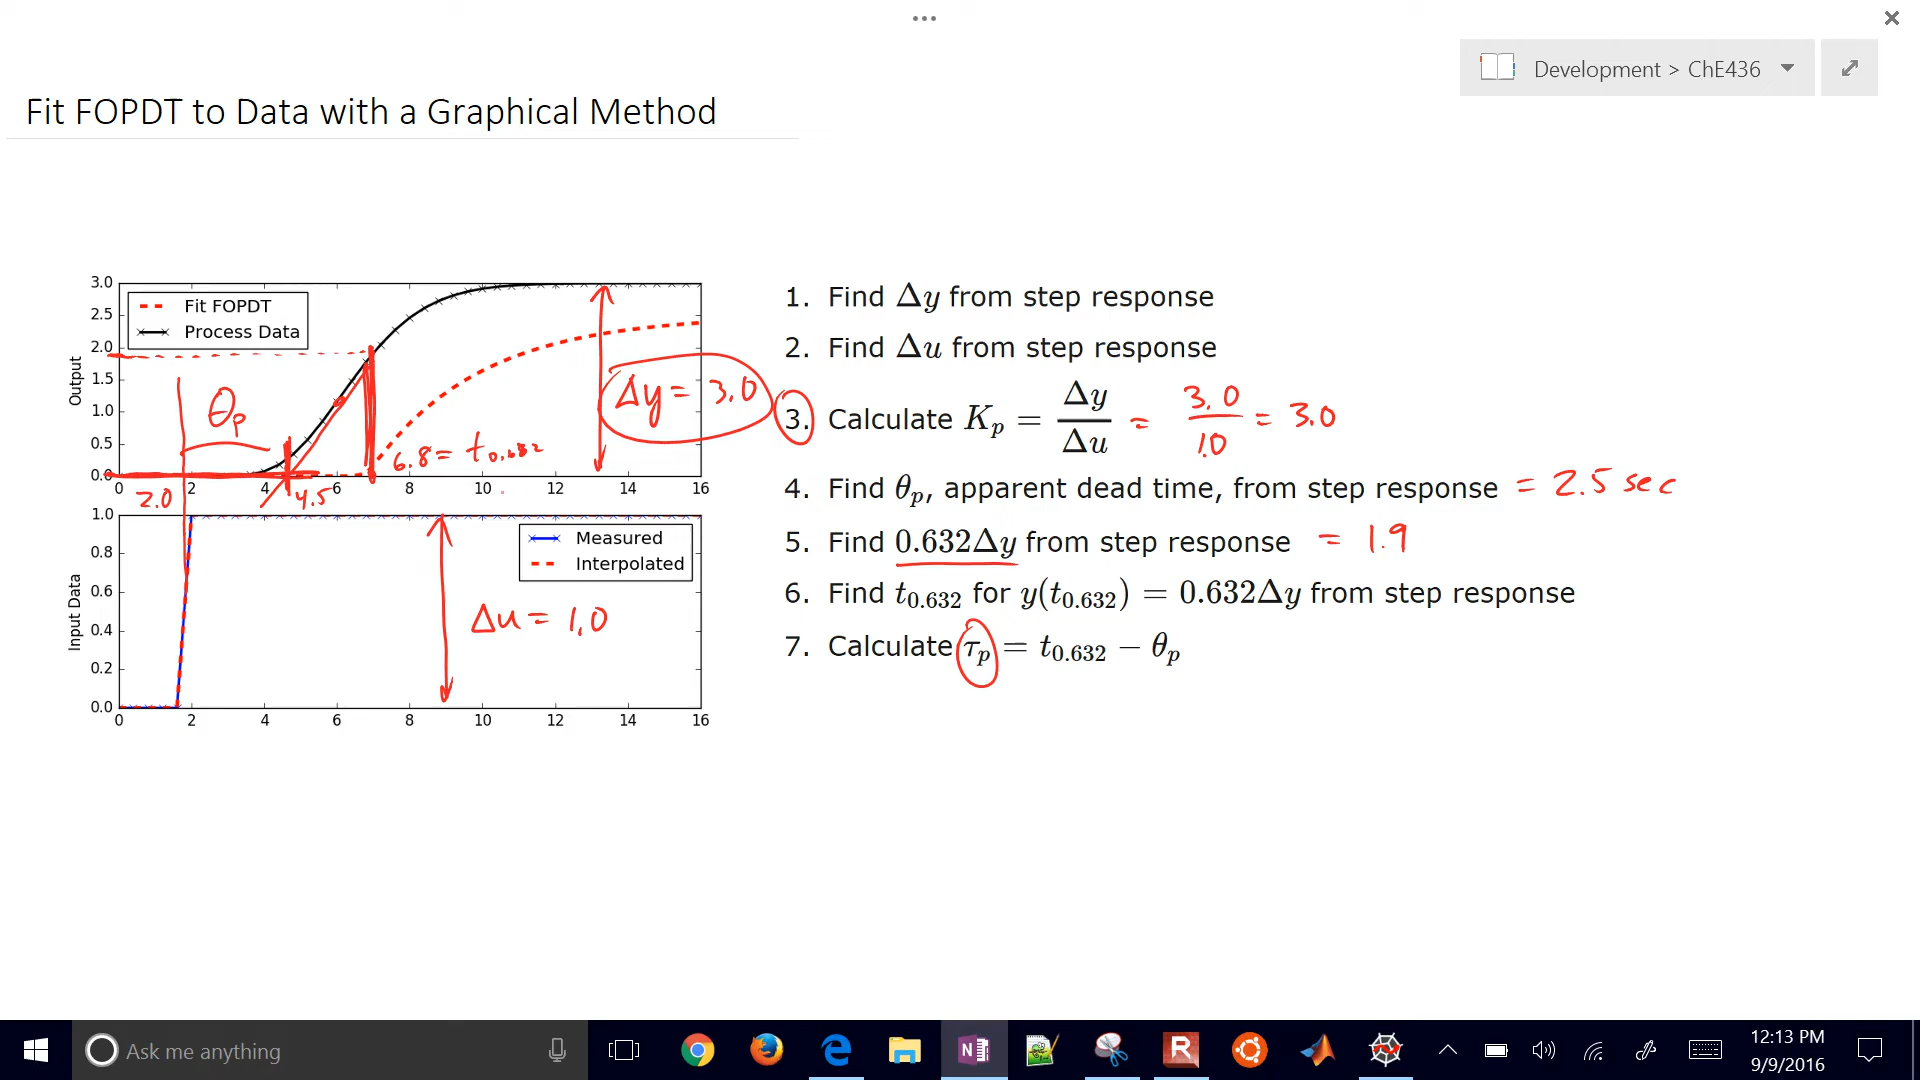 Development > ChE436
Fit FOPDT to Data with a Graphical Method
3.0
2.5
2.0
1.5
1.0
0.5
0.0
Output
Fit FOPDT
Process Data
θp
Δy = 3.0
6.8 = t0.632
2.0
4.5
0 2 4 6 8 10 12 14 16
1.0
0.8
0.6
0.4
0.2
0.0
Input Data
Measured
Interpolated
Δu = 1.0
0 2 4 6 8 10 12 14 16
1. Find Δy from step response
2. Find Δu from step response
3. Calculate Kp = Δy/Δu = 3.0/1.0 = 3.0
4. Find θp, apparent dead time, from step response = 2.5 sec
5. Find 0.632Δy from step response = 1.9
6. Find t0.632 for y(t0.632) = 0.632Δy from step response
7. Calculate τp = t0.632 − θp
Ask me anything
N
R
12:13 PM
9/9/2016